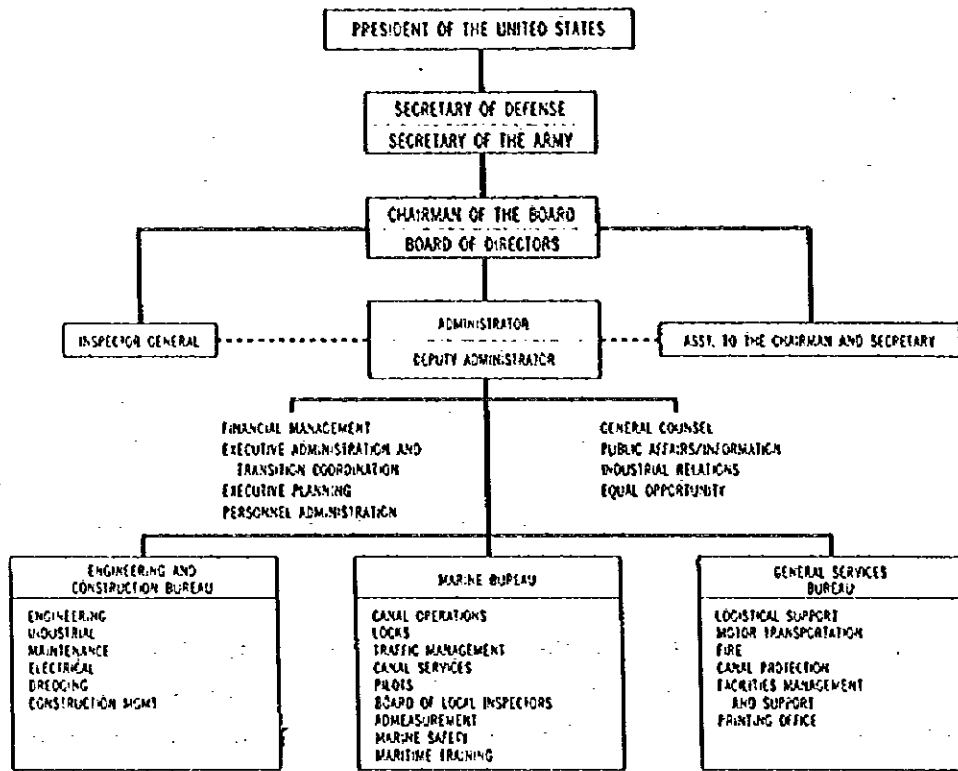 PRESIDENT OF THE UNITED STATES
SECRETARY OF DEFENSE
SECRETARY OF THE ARMY
CHAIRMAN OF THE BOARD
BOARD OF DIRECTORS
INSPECTOR GENERAL
ADMINISTRATOR
DEPUTY ADMINISTRATOR
ASST. TO THE CHAIRMAN AND SECRETARY
FINANCIAL MANAGEMENT
EXECUTIVE ADMINISTRATION AND
TRANSITION COORDINATION
EXECUTIVE PLANNING
PERSONNEL ADMINISTRATION
GENERAL COUNSEL
PUBLIC AFFAIRS/INFORMATION
INDUSTRIAL RELATIONS
EQUAL OPPORTUNITY
ENGINEERING AND
CONSTRUCTION BUREAU
ENGINEERING
INDUSTRIAL
MAINTENANCE
ELECTRICAL
DREDGING
CONSTRUCTION MGMT
MARINE BUREAU
CANAL OPERATIONS
LOCKS
TRAFFIC MANAGEMENT
CANAL SERVICES
PILOTS
BOARD OF LOCAL INSPECTORS
ADMEASUREMENT
MARINE SAFETY
MARITIME TRAINING
GENERAL SERVICES
BUREAU
LOGISTICAL SUPPORT
MOTOR TRANSPORTATION
FIRE
CANAL PROTECTION
FACILITIES MANAGEMENT
AND SUPPORT
PRINTING OFFICE